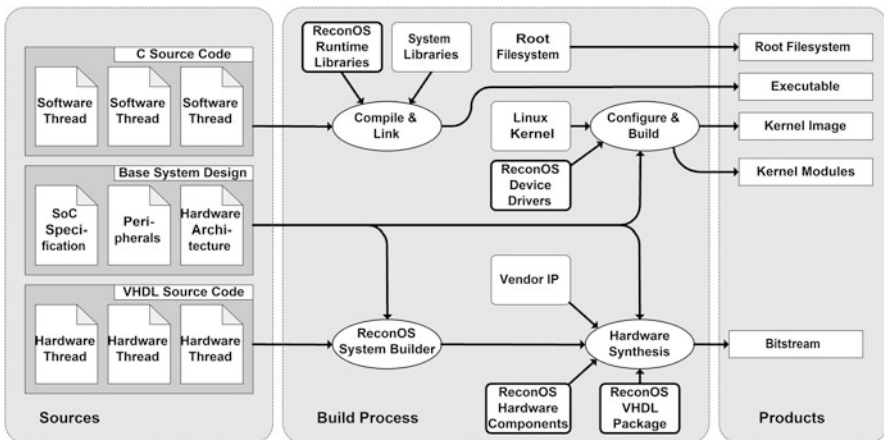 C Source Code
Software
Thread
Software
Thread
Software
Thread
Base System Design
SoC
Speci-
fication
Peri-
pherals
Hardware
Archi-
tecture
VHDL Source Code
Hardware
Thread
Hardware
Thread
Hardware
Thread
Sources
ReconOS
Runtime
Libraries
System
Libraries
Root
Filesystem
Compile &
Link
Linux
Kernel
Configure &
Build
ReconOS
Device
Drivers
Vendor IP
ReconOS
System Builder
Hardware
Synthesis
ReconOS
Hardware
Components
ReconOS
VHDL
Package
Build Process
Root Filesystem
Executable
Kernel Image
Kernel Modules
Bitstream
Products